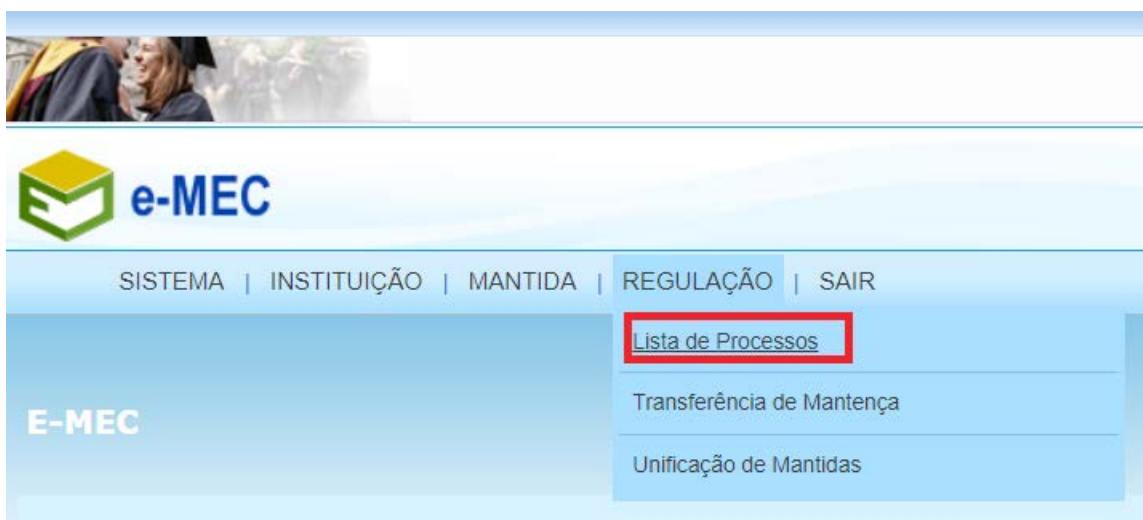 e-MEC
SISTEMA | INSTITUIÇÃO | MANTIDA | REGULAÇÃO | SAIR
Lista de Processos
Transferência de Mantença
E-MEC
Unificação de Mantidas